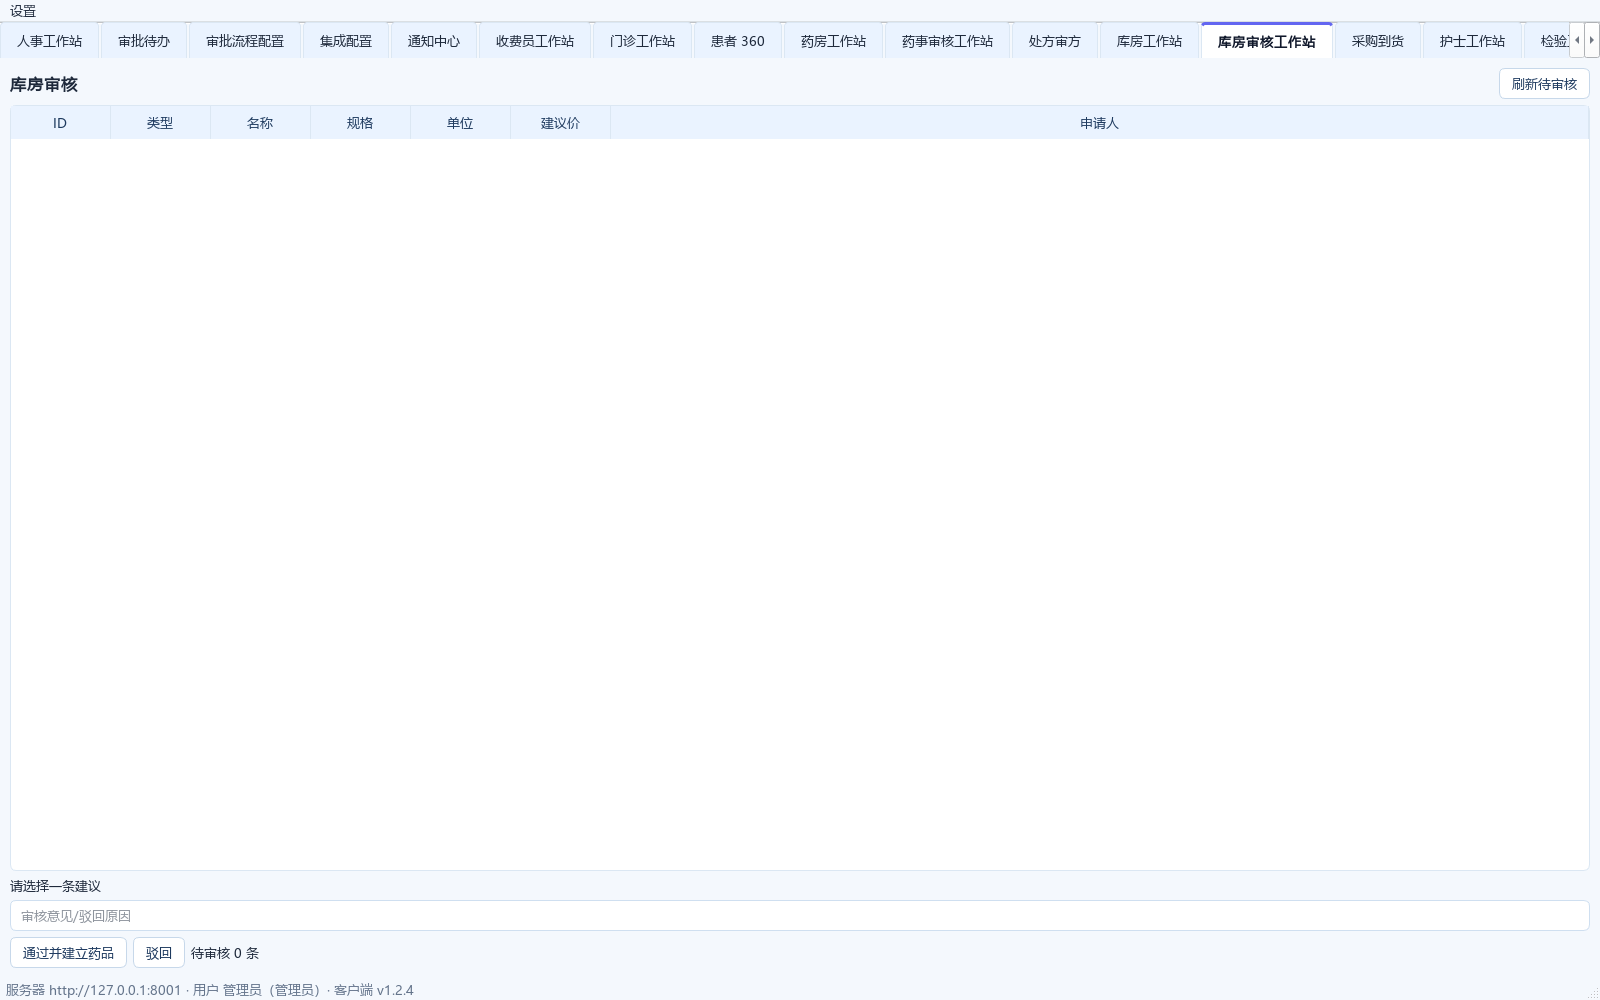 设置
人事工作站 审批待办 审批流程配置 集成配置 通知中心 收费员工作站 门诊工作站 患者 360 药房工作站 药事审核工作站 处方审方 库房工作站 库房审核工作站 采购到货 护士工作站 检验
库房审核 刷新待审核
ID 类型 名称 规格 单位 建议价 申请人
请选择一条建议
审核意见/驳回原因
通过并建立药品 驳回 待审核 0 条
服务器 http://127.0.0.1:8001 · 用户 管理员（管理员）· 客户端 v1.2.4